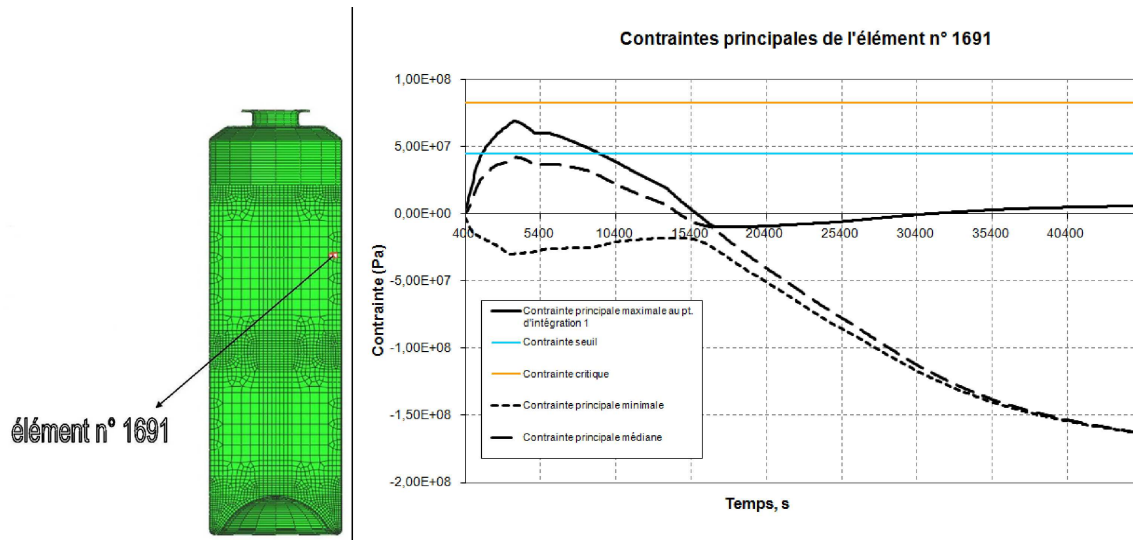 élément n° 1691
Contraintes principales de l'élément n° 1691
Contrainte (Pa)
1,00E+08
5,00E+07
0,00E+00
-5,00E+07
-1,00E+08
-1,50E+08
-2,00E+08
400
5400
10400
15400
20400
25400
30400
35400
40400
Contrainte principale maximale au pt.
d'intégration 1
Contrainte seuil
Contrainte critique
Contrainte principale minimale
Contrainte principale médiane
Temps, s